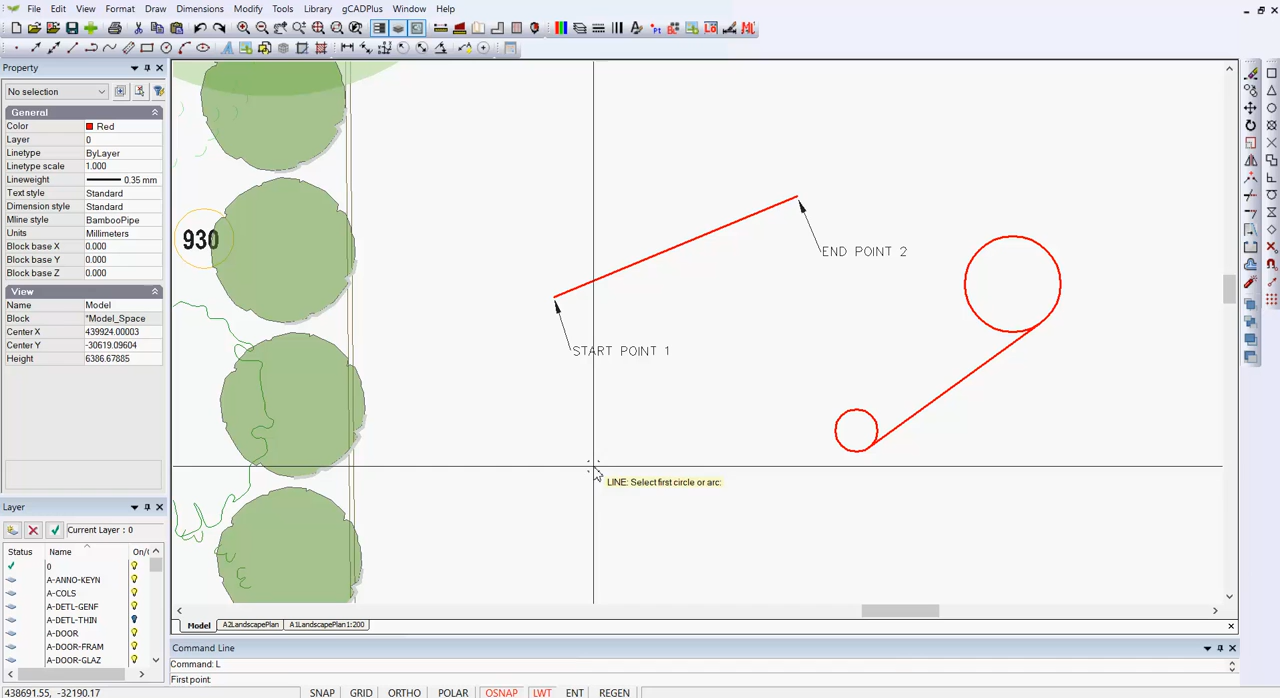 File Edit View Format Draw Dimensions Modify Tools Library gCADPlus Window Help
Property
No selection
General
Color Red
Layer 0
Linetype ByLayer
Linetype scale 1.000
Lineweight 0.35 mm
Text style Standard
Dimension style Standard
Mline style BambooPipe
Units Millimeters
Block base X 0.000
Block base Y 0.000
Block base Z 0.000
View
Name Model
Block *Model_Space
Center X 439924.00003
Center Y -30619.09604
Height 6386.67885
930
END POINT 2
START POINT 1
LINE: Select first circle or arc:
Layer
Current Layer : 0
Status Name On/(
0
A-ANNO-KEYN
A-COLS
A-DETL-GENF
A-DETL-THIN
A-DOOR
A-DOOR-FRAM
A-DOOR-GLAZ
Model A2LandscapePlan A1LandscapePlan1:200
Command Line
Command: L
First point:
438691.55, -32190.17 SNAP GRID ORTHO POLAR OSNAP LWT ENT REGEN